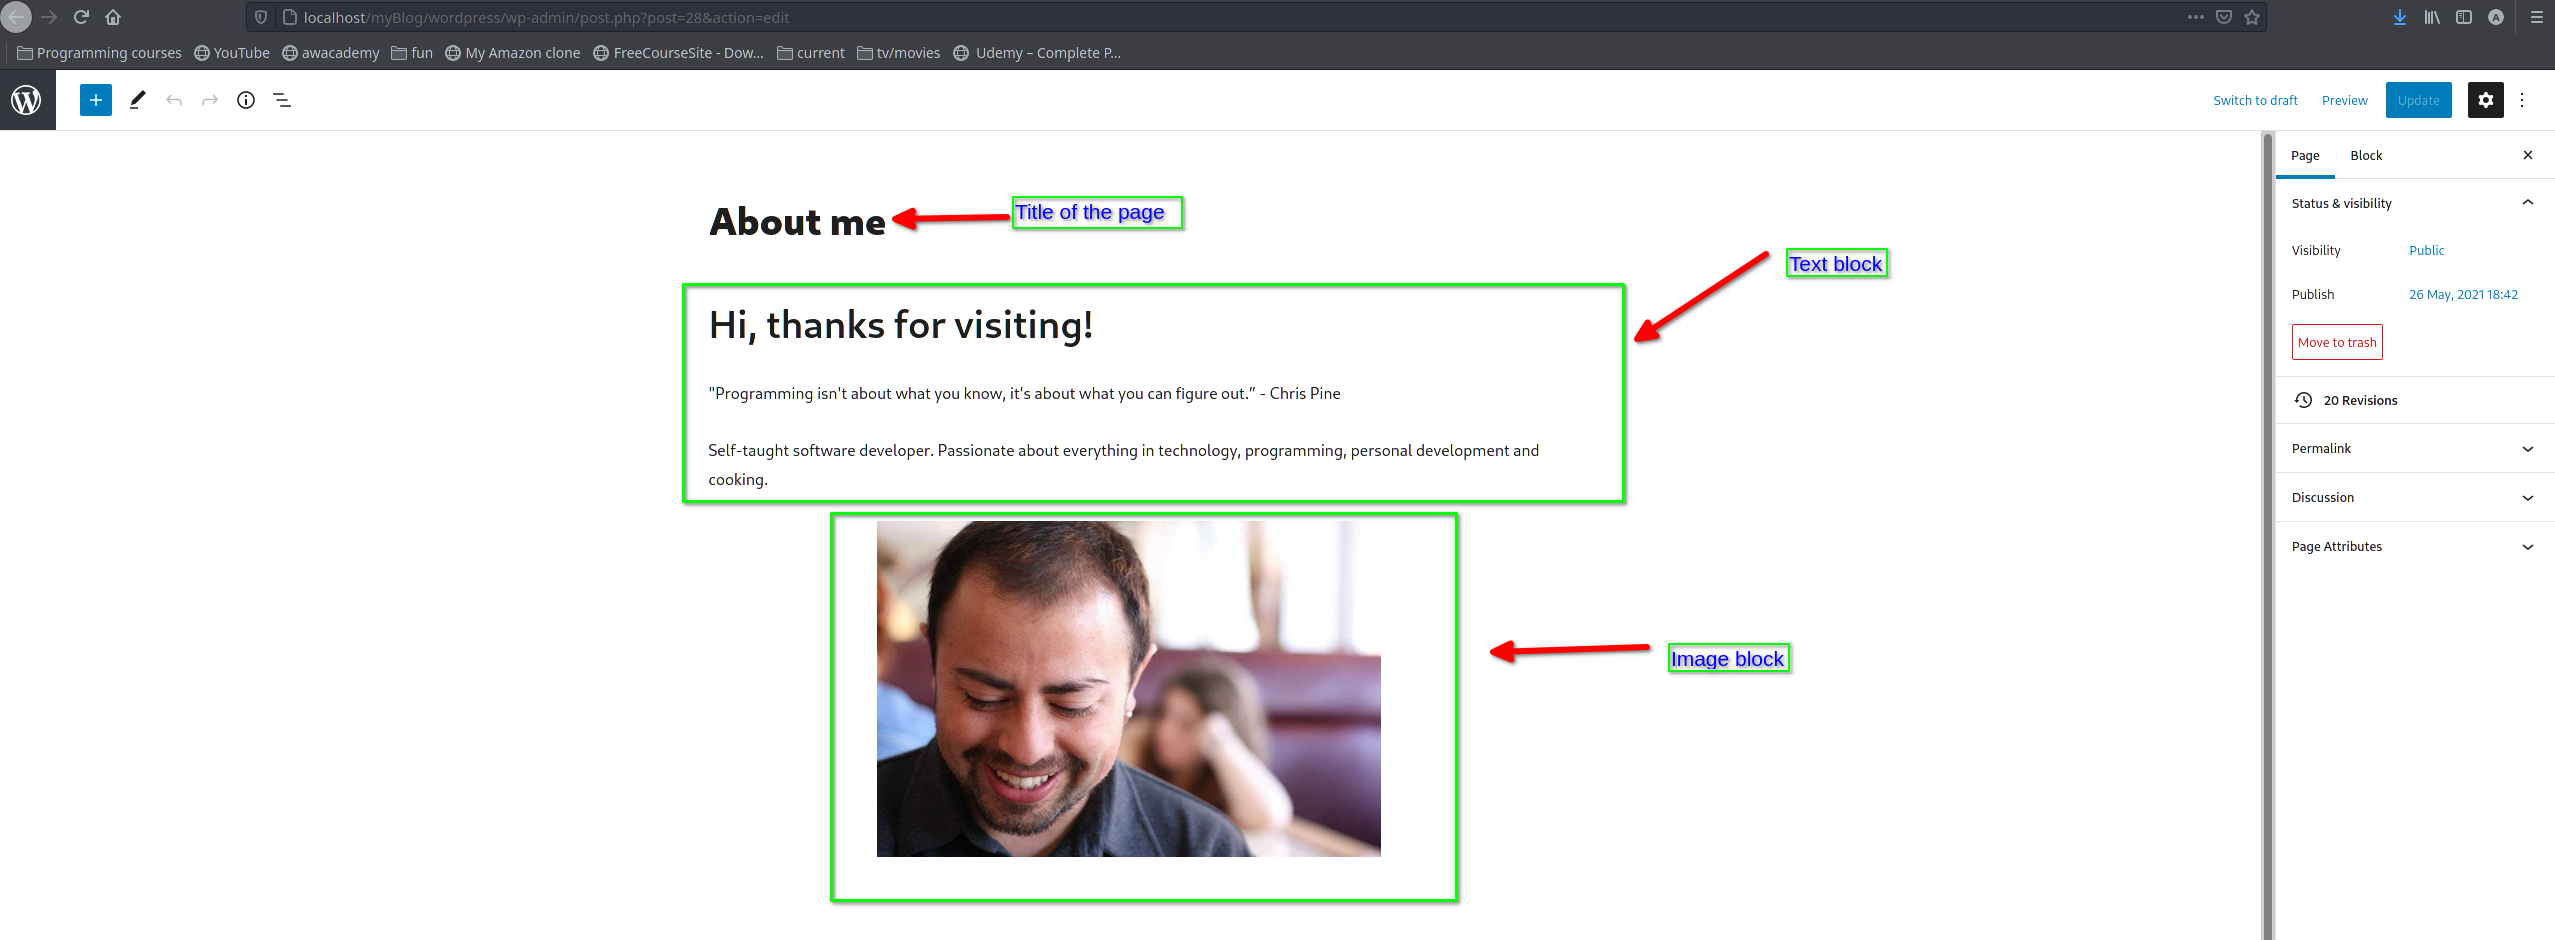 localhost/myBlog/wordpress/wp-admin/post.php?post=28&action=edit
Programming courses YouTube awacademy fun My Amazon clone FreeCourseSite - Dow... current tv/movies Udemy – Complete P...
Switch to draft Preview Update
Page Block
About me
Title of the page
Status & visibility
Text block
Visibility Public
Hi, thanks for visiting!
Publish 26 May, 2021 18:42
Move to trash
"Programming isn't about what you know, it's about what you can figure out.” - Chris Pine
20 Revisions
Self-taught software developer. Passionate about everything in technology, programming, personal development and
cooking.
Permalink
Discussion
Page Attributes
Image block